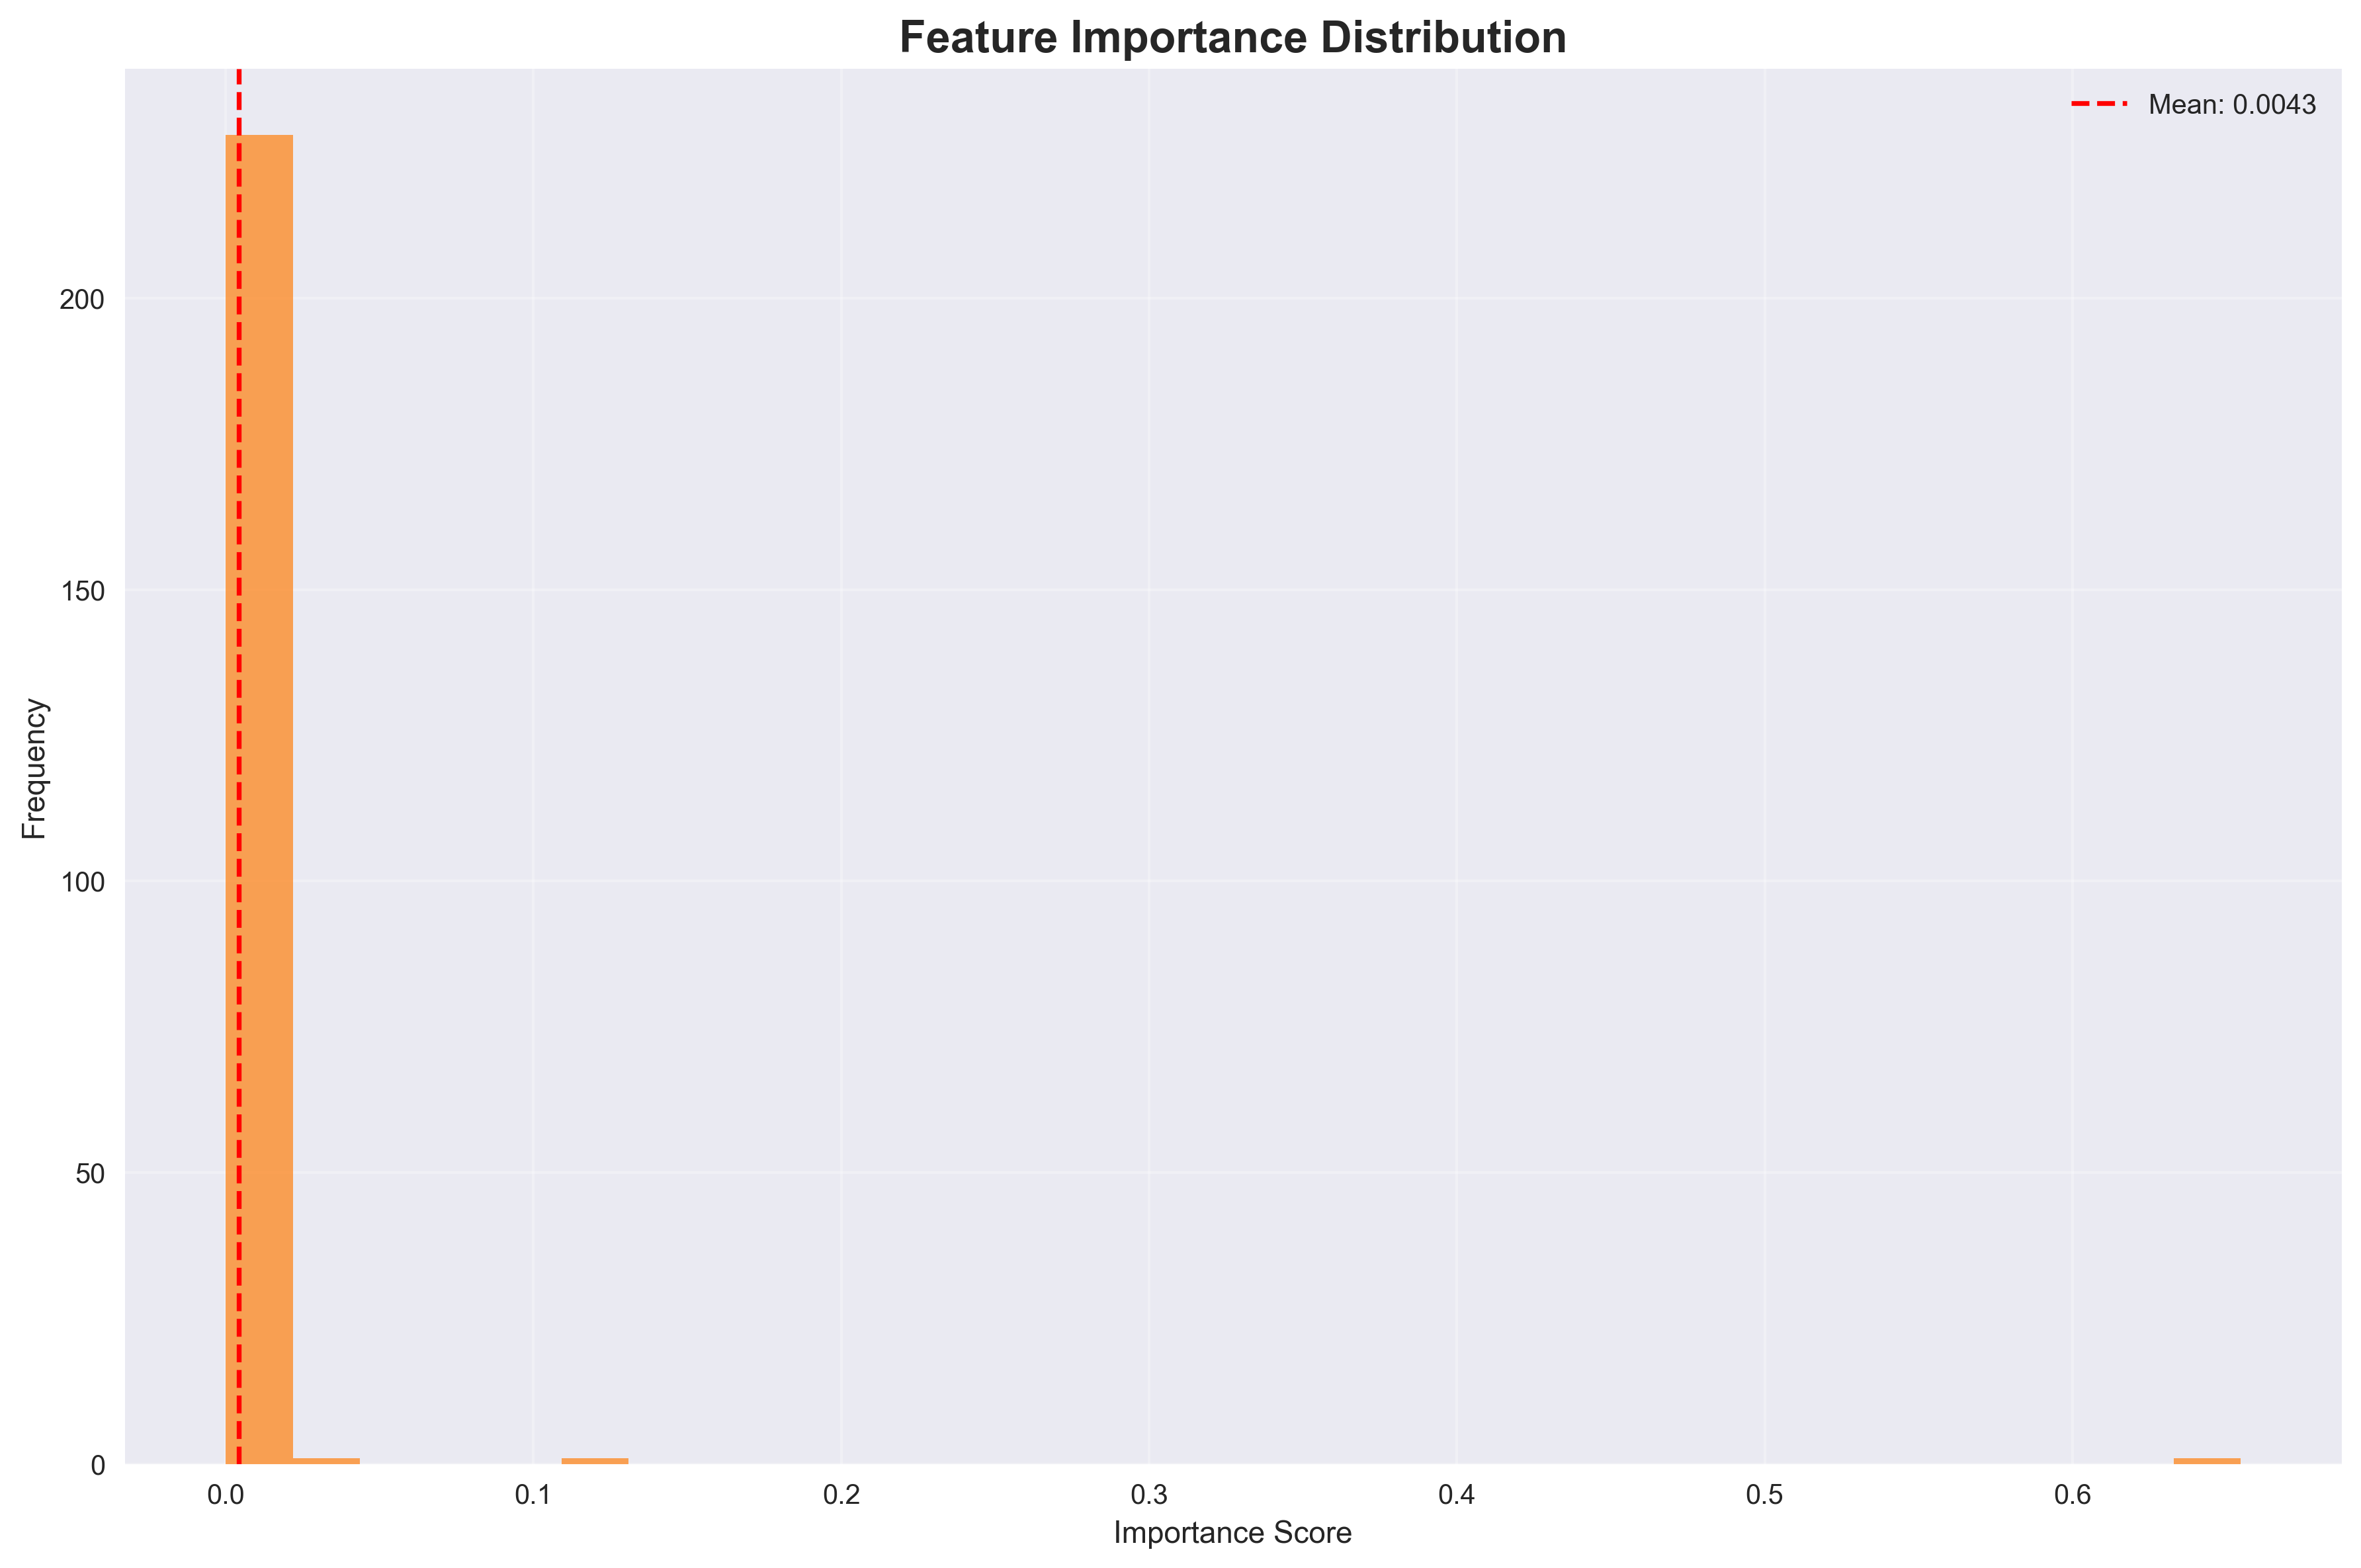 Feature Importance Distribution
Mean: 0.0043
200
150
100
50
0
Frequency
0.0 0.1 0.2 0.3 0.4 0.5 0.6
Importance Score